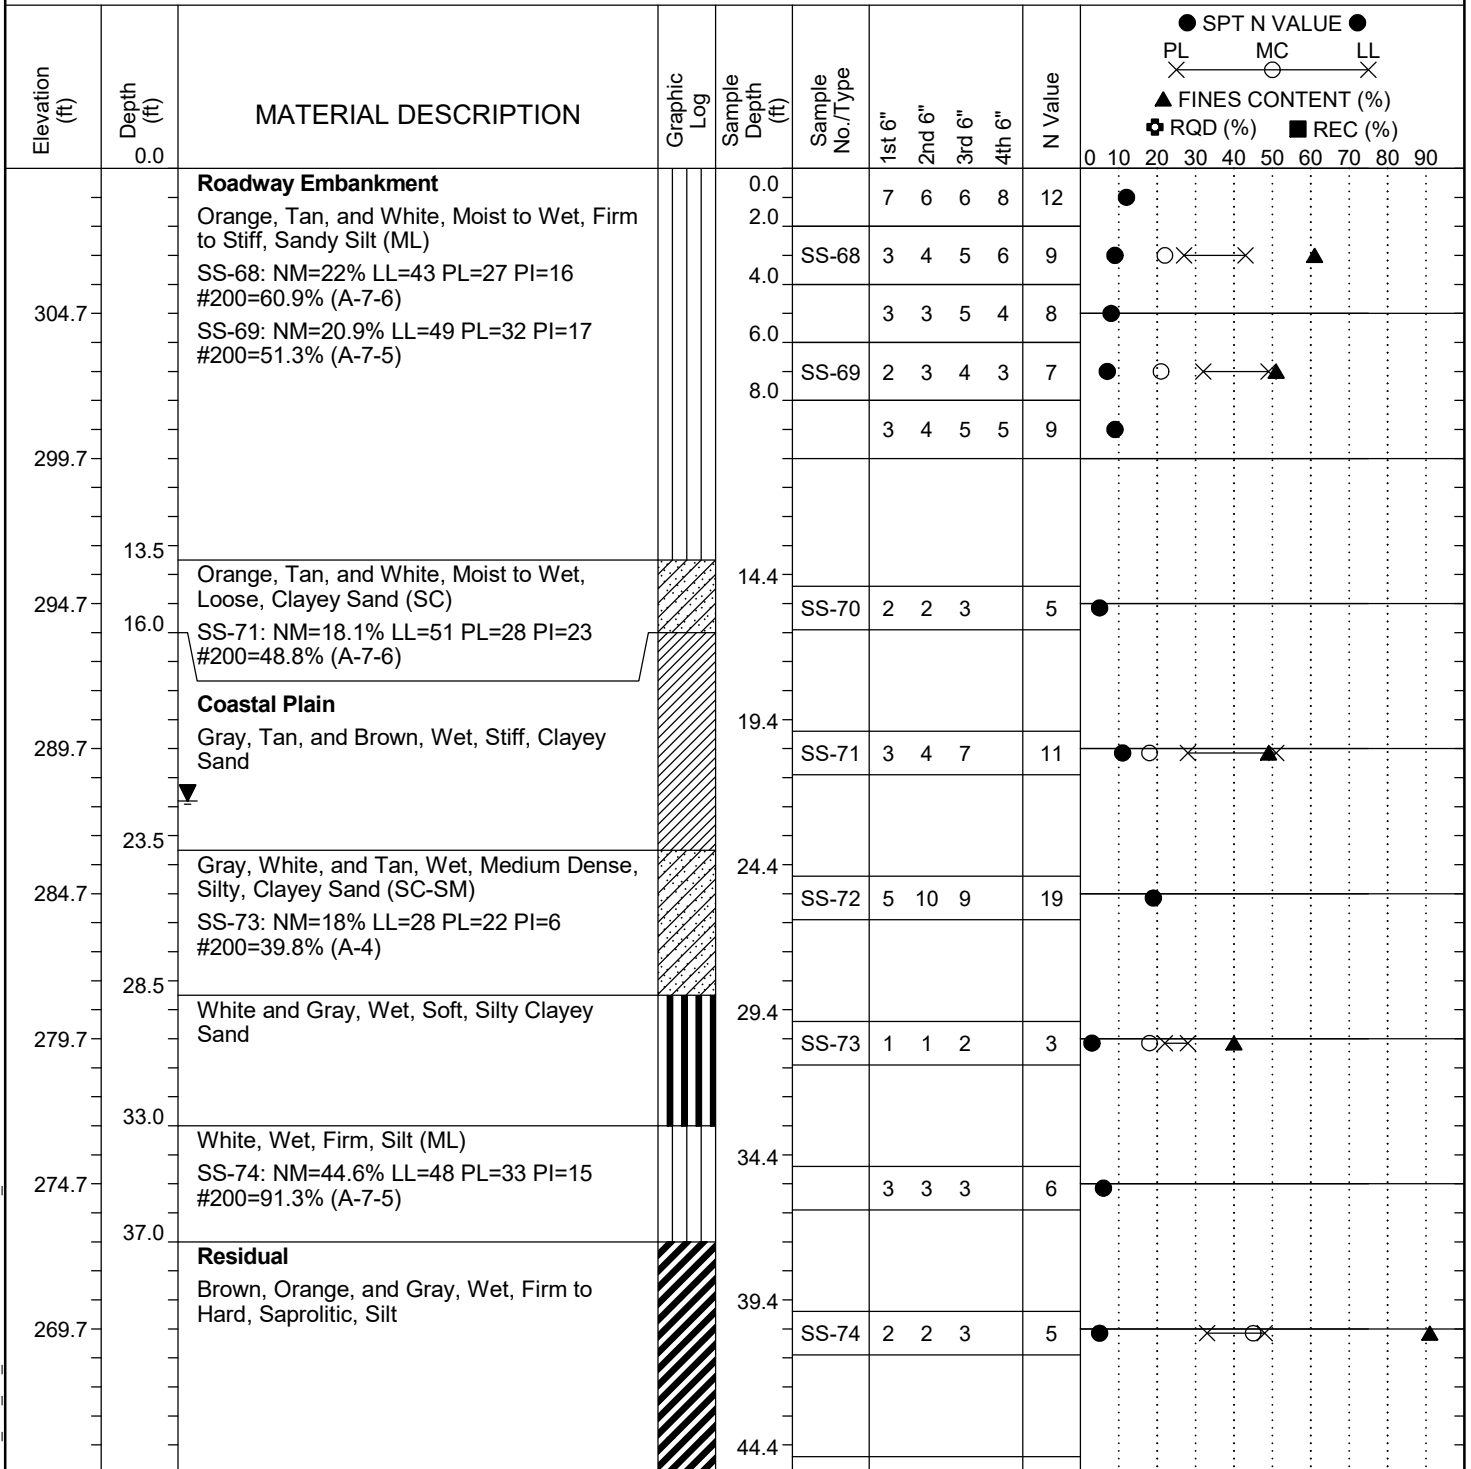 Elevation (ft)
Depth (ft)
0.0
MATERIAL DESCRIPTION
Graphic Log
Sample Depth (ft)
Sample No./Type
1st 6"
2nd 6"
3rd 6"
4th 6"
N Value
SPT N VALUE
PL MC LL
FINES CONTENT (%)
RQD (%) REC (%)
0 10 20 30 40 50 60 70 80 90
Roadway Embankment
Orange, Tan, and White, Moist to Wet, Firm
to Stiff, Sandy Silt (ML)
SS-68: NM=22% LL=43 PL=27 PI=16
#200=60.9% (A-7-6)
SS-69: NM=20.9% LL=49 PL=32 PI=17
#200=51.3% (A-7-5)
0.0
7 6 6 8 12
2.0
SS-68 3 4 5 6 9
4.0
304.7
3 3 5 4 8
6.0
SS-69 2 3 4 3 7
8.0
3 4 5 5 9
299.7
13.5
Orange, Tan, and White, Moist to Wet,
Loose, Clayey Sand (SC)
SS-71: NM=18.1% LL=51 PL=28 PI=23
#200=48.8% (A-7-6)
14.4
294.7
SS-70 2 2 3 5
16.0
Coastal Plain
Gray, Tan, and Brown, Wet, Stiff, Clayey
Sand
19.4
289.7
SS-71 3 4 7 11
23.5
Gray, White, and Tan, Wet, Medium Dense,
Silty, Clayey Sand (SC-SM)
SS-73: NM=18% LL=28 PL=22 PI=6
#200=39.8% (A-4)
24.4
284.7
SS-72 5 10 9 19
28.5
White and Gray, Wet, Soft, Silty Clayey
Sand
29.4
279.7
SS-73 1 1 2 3
33.0
White, Wet, Firm, Silt (ML)
SS-74: NM=44.6% LL=48 PL=33 PI=15
#200=91.3% (A-7-5)
34.4
274.7
3 3 3 6
37.0
Residual
Brown, Orange, and Gray, Wet, Firm to
Hard, Saprolitic, Silt
39.4
269.7
SS-74 2 2 3 5
44.4